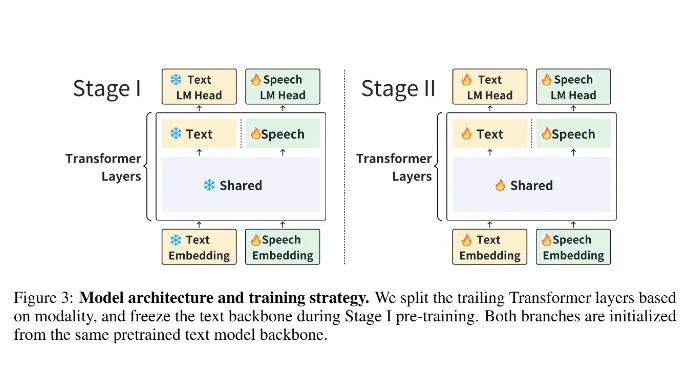 Stage I
Text
LM Head
Speech
LM Head
Transformer
Layers
Text
Speech
Shared
Text
Embedding
Speech
Embedding
Stage II
Text
LM Head
Speech
LM Head
Transformer
Layers
Text
Speech
Shared
Text
Embedding
Speech
Embedding
Figure 3: Model architecture and training strategy. We split the trailing Transformer layers based
on modality, and freeze the text backbone during Stage I pre-training. Both branches are initialized
from the same pretrained text model backbone.